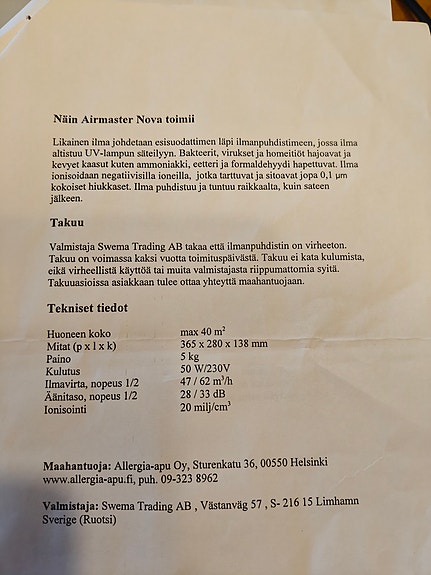 Näin Airmaster Nova toimii
Likainen ilma johdetaan esisuodattimen läpi ilmanpuhdistimeen, jossa ilma
altistuu UV-lampun säteilyyn. Bakteerit, virukset ja homeitiöt hajoavat ja
kevyet kaasut kuten ammoniakki, eetteri ja formaldehyydi hapettuvat. Ilma
ionisoidaan negatiivisilla ioneilla, jotka tarttuvat ja sitoavat jopa 0,1 µm
kokoiset hiukkaset. Ilma puhdistuu ja tuntuu raikkaalta, kuin sateen
jälkeen.
Takuu
Valmistaja Swema Trading AB takaa että ilmanpuhdistin on virheeton.
Takuu on voimassa kaksi vuotta toimituspäivästä. Takuu ei kata kulumista,
eikä virheellistä käyttöä tai muita valmistajasta riippumattomia syitä.
Takuuasioissa asiakkaan tulee ottaa yhteyttä maahantuojaan.
Tekniset tiedot
Huoneen koko max 40 m²
Mitat (p x l x k) 365 x 280 x 138 mm
Paino 5 kg
Kulutus 50 W/230V
Ilmavirta, nopeus 1/2 47 / 62 m³/h
Äänitaso, nopeus 1/2 28 / 33 dB
Ionisointi 20 milj/cm³
Maahantuoja: Allergia-apu Oy, Sturenkatu 36, 00550 Helsinki
www.allergia-apu.fi, puh. 09-323 8962
Valmistaja: Swema Trading AB , Västanväg 57 , S- 216 15 Limhamn
Sverige (Ruotsi)